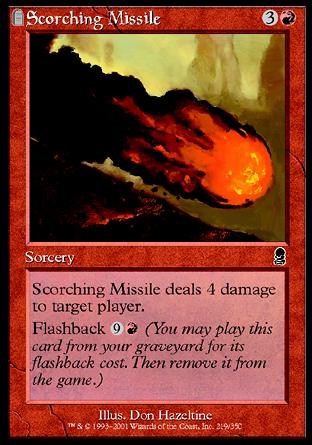 Scorching Missile 3
Sorcery
Scorching Missile deals 4 damage
to target player.
Flashback 9 (You may play this
card from your graveyard for its
flashback cost. Then remove it from
the game.)
Illus. Don Hazeltine
™ & © 1993–2001 Wizards of the Coast, Inc. 219/350